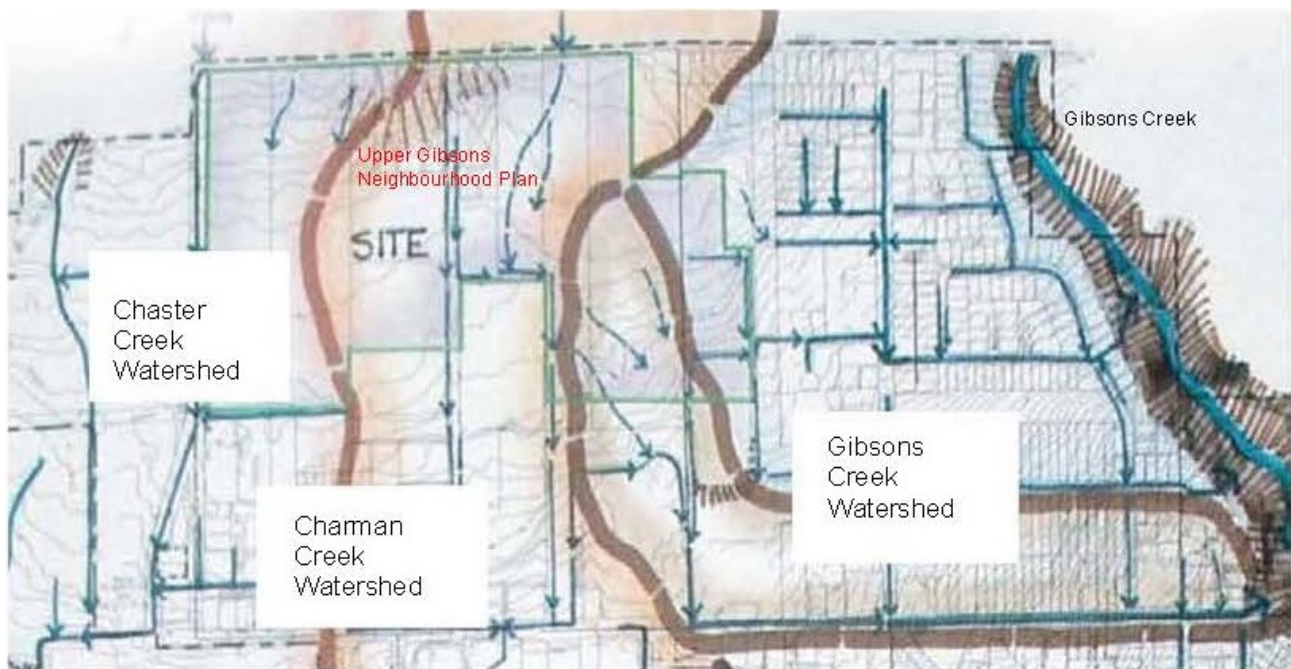 Gibsons Creek
Upper Gibsons
Neighbourhood Plan
SITE
Chaster
Creek
Watershed
Gibsons
Creek
Watershed
Charman
Creek
Watershed